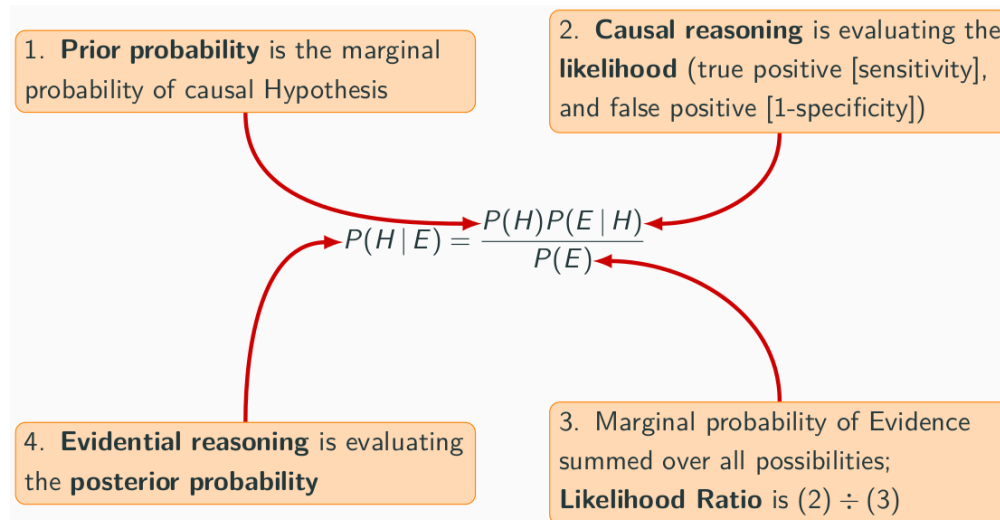 1. Prior probability is the marginal
probability of causal Hypothesis
2. Causal reasoning is evaluating the
likelihood (true positive [sensitivity],
and false positive [1-specificity])
P(H | E) = P(H)P(E | H)
P(E)
4. Evidential reasoning is evaluating
the posterior probability
3. Marginal probability of Evidence
summed over all possibilities;
Likelihood Ratio is (2) ÷ (3)